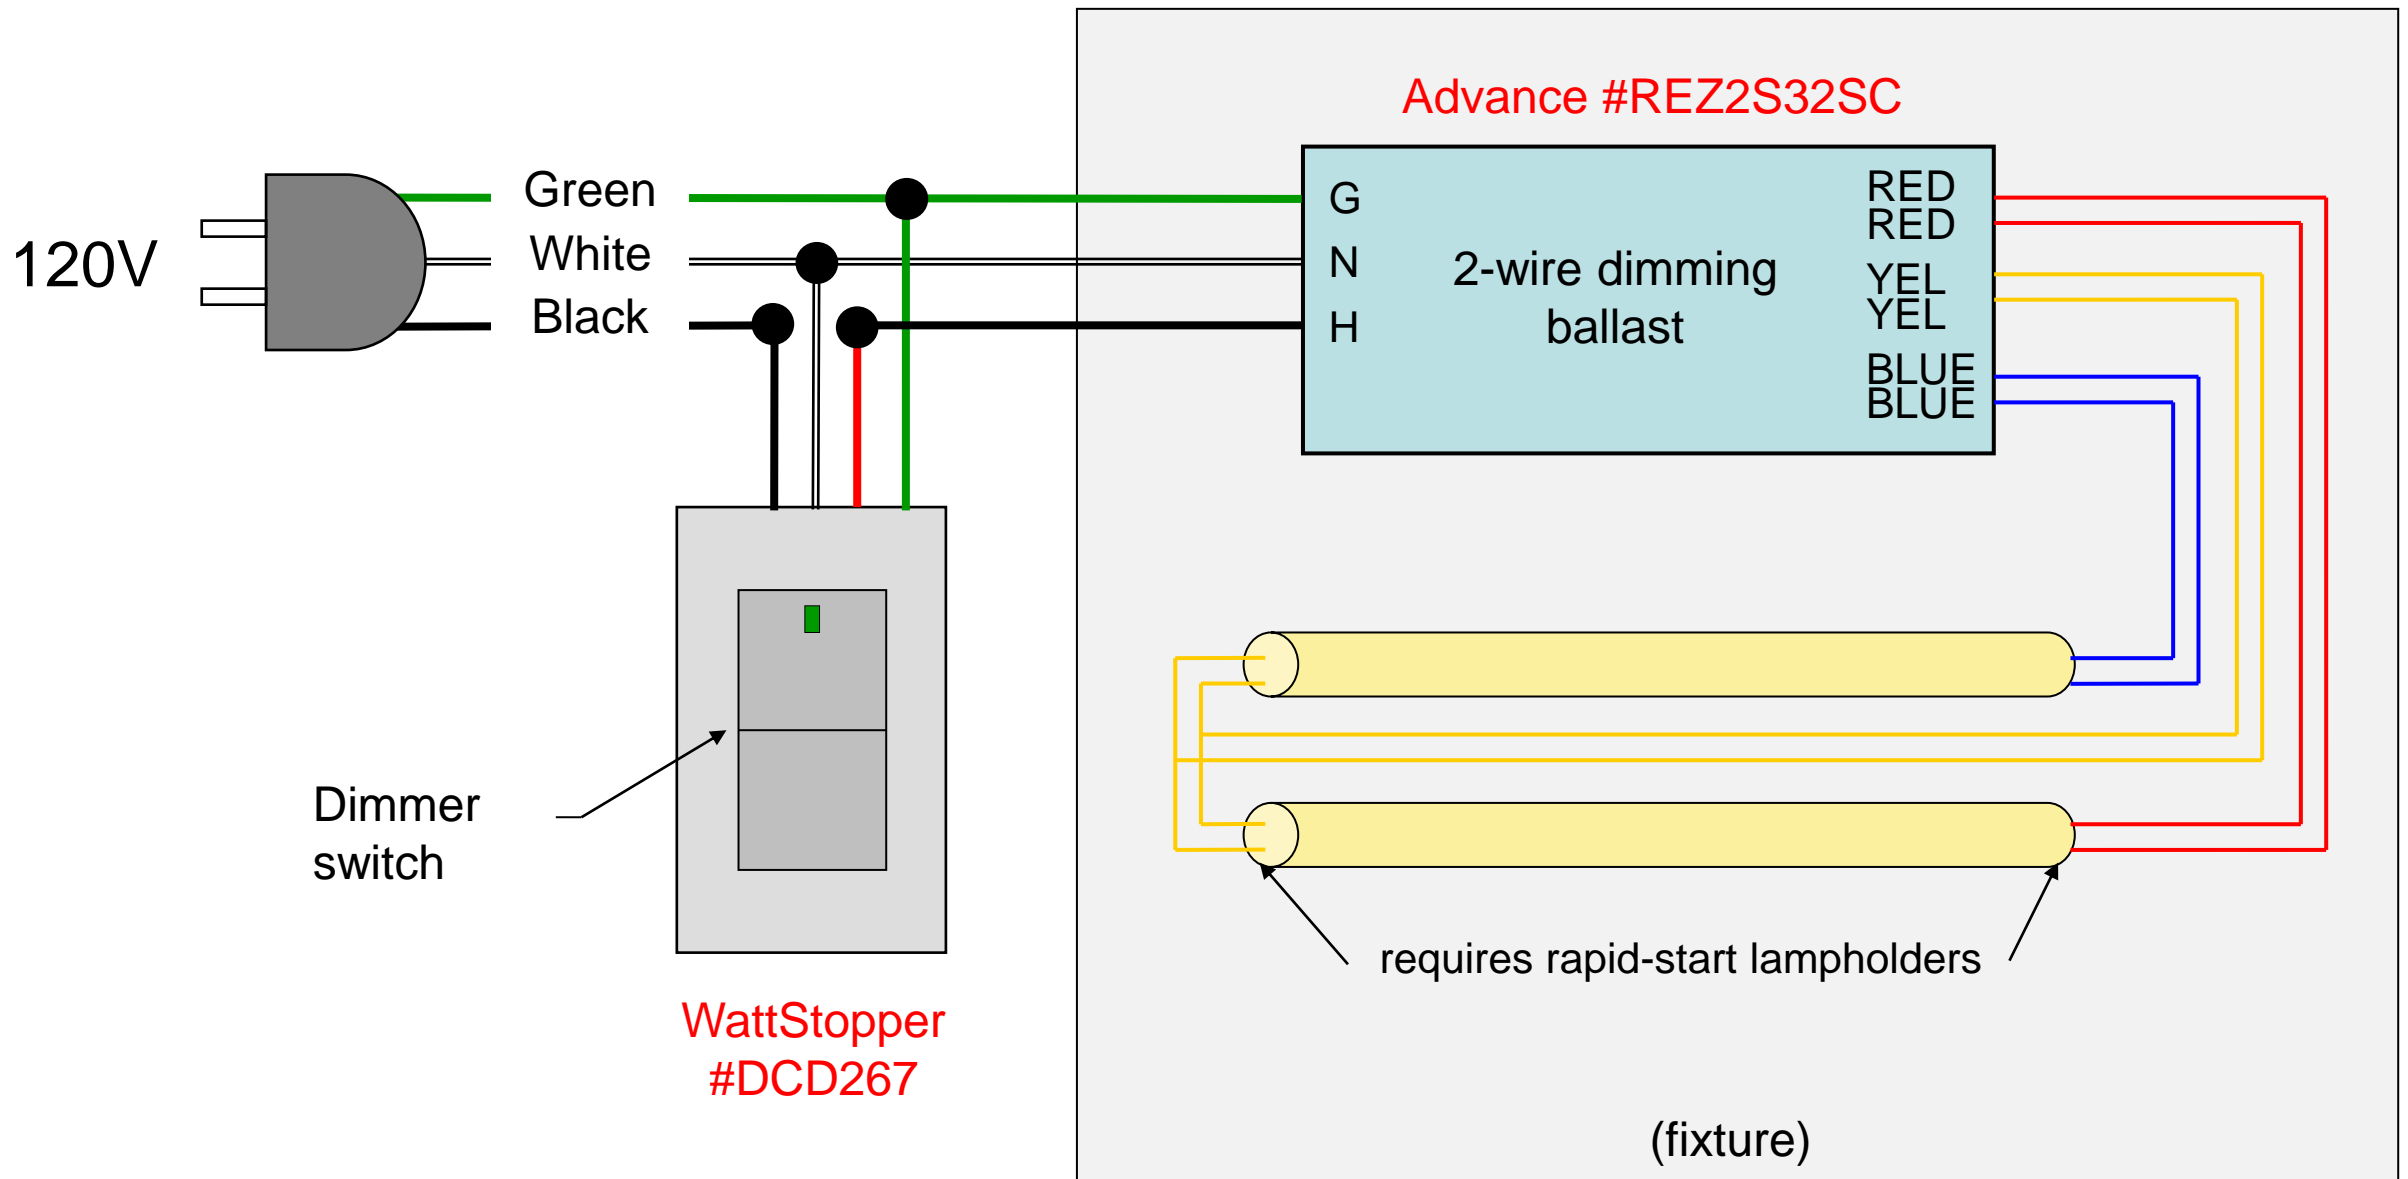 120V
Green
White
Black
Dimmer
switch
WattStopper
#DCD267
Advance #REZ2S32SC
G
N
H
2-wire dimming
ballast
RED
RED
YEL
YEL
BLUE
BLUE
requires rapid-start lampholders
(fixture)